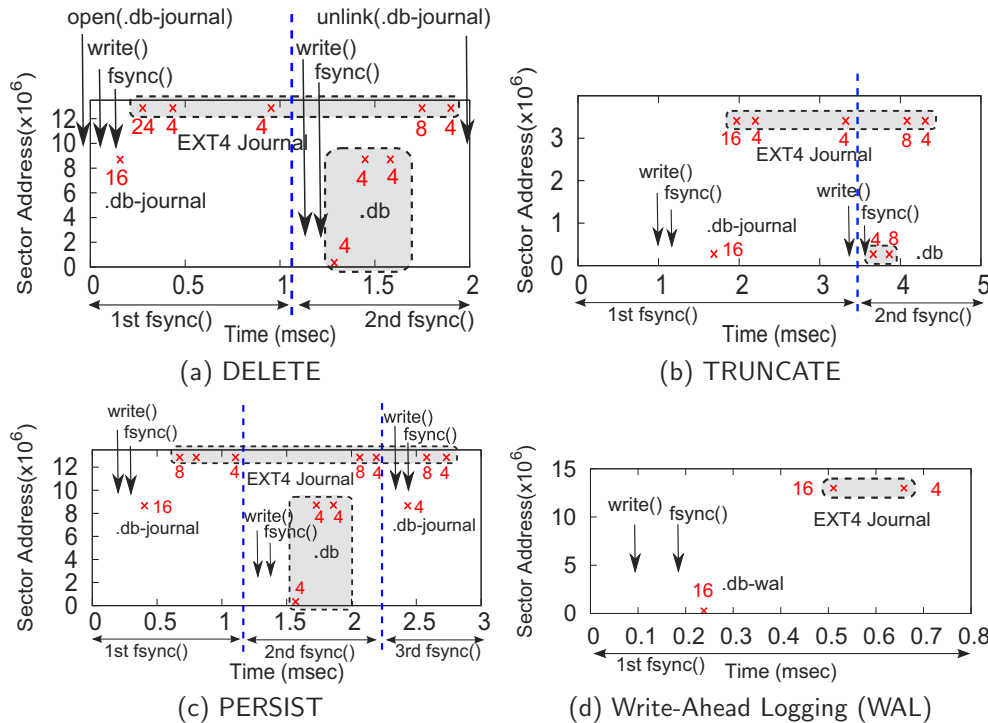 open(.db-journal)
write()
fsync()
unlink(.db-journal)
write()
fsync()
Sector Address(x10^6)
12
10
8
6
4
2
0
24 4 4 8 4
EXT4 Journal
16
.db-journal
4 4
.db
4
0 0.5 1 1.5 2
1st fsync() 2nd fsync()
Time (msec)
(a) DELETE
Sector Address(x10^6)
3
2
1
0
16 4 4 8 4
EXT4 Journal
write()
fsync()
.db-journal
16
write()
fsync()
4 8
.db
0 1 2 3 4 5
1st fsync() 2nd fsync()
Time (msec)
(b) TRUNCATE
write()
fsync()
write()
fsync()
Sector Address(x10^6)
12
10
8
6
4
2
0
8 4 8 4 8 4
EXT4 Journal
16
.db-journal
write()
fsync()
4 4
.db
4
4
.db-journal
0 0.5 1 1.5 2 2.5 3
1st fsync() 2nd fsync() 3rd fsync()
Time (msec)
(c) PERSIST
Sector Address(x10^6)
15
10
5
0
16 4
EXT4 Journal
write()
fsync()
16 .db-wal
0 0.1 0.2 0.3 0.4 0.5 0.6 0.7 0.8
1st fsync()
Time (msec)
(d) Write-Ahead Logging (WAL)